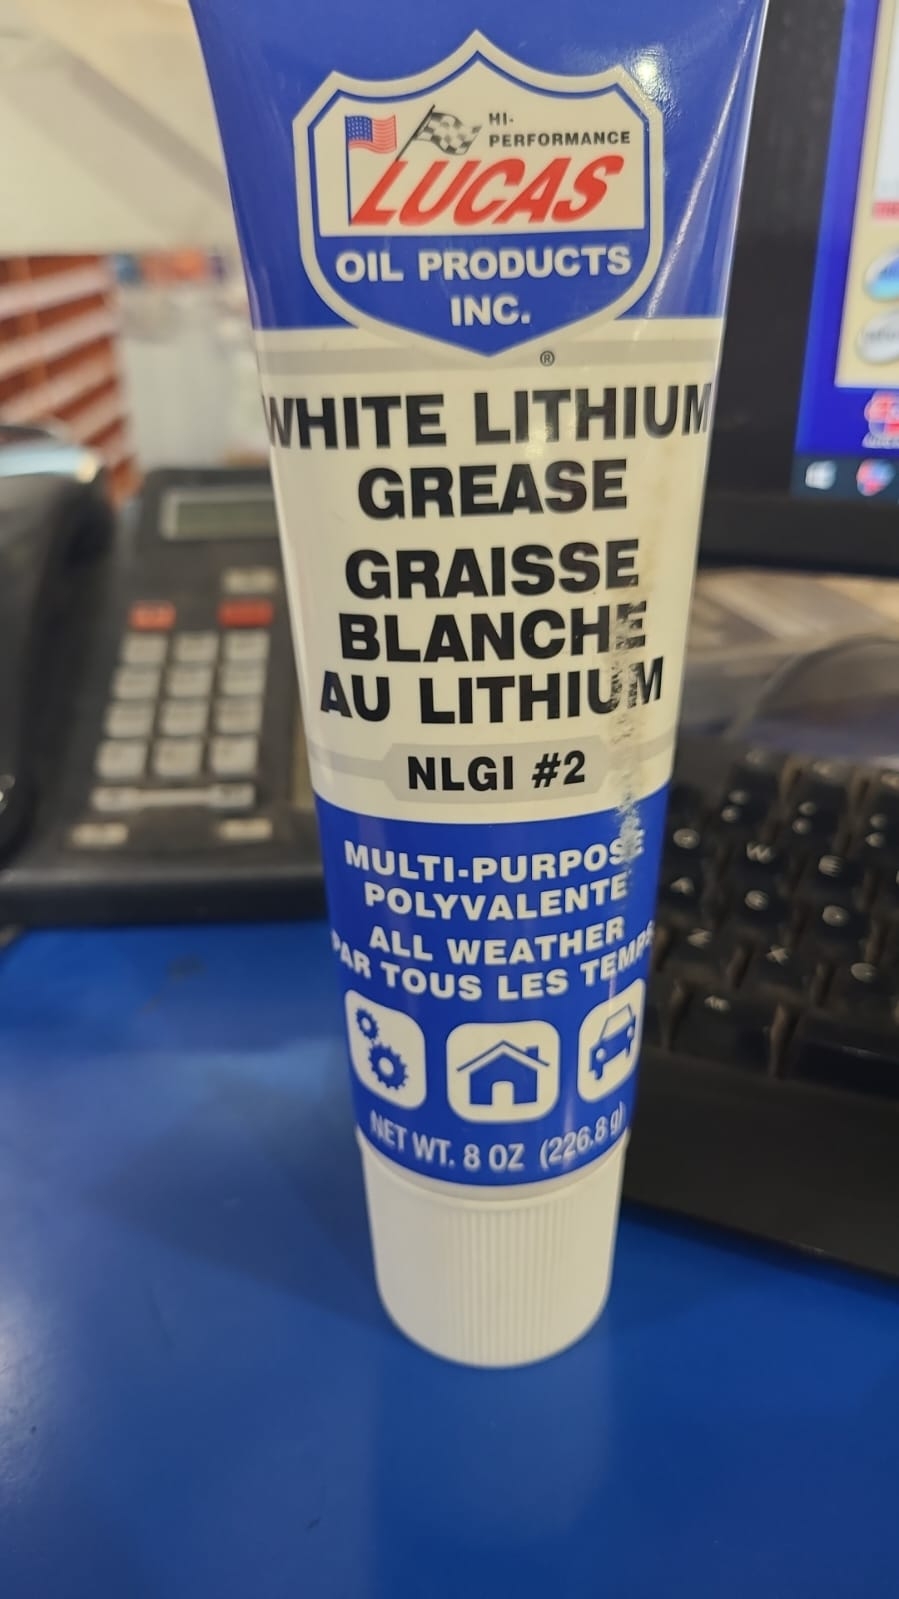 HI-
PERFORMANCE
LUCAS
OIL PRODUCTS
INC.
®
WHITE LITHIUM
GREASE
GRAISSE
BLANCHE
AU LITHIUM
NLGI #2
MULTI-PURPOSE
POLYVALENTE
ALL WEATHER
PAR TOUS LES TEMPS
NET WT. 8 OZ (226.8 g)